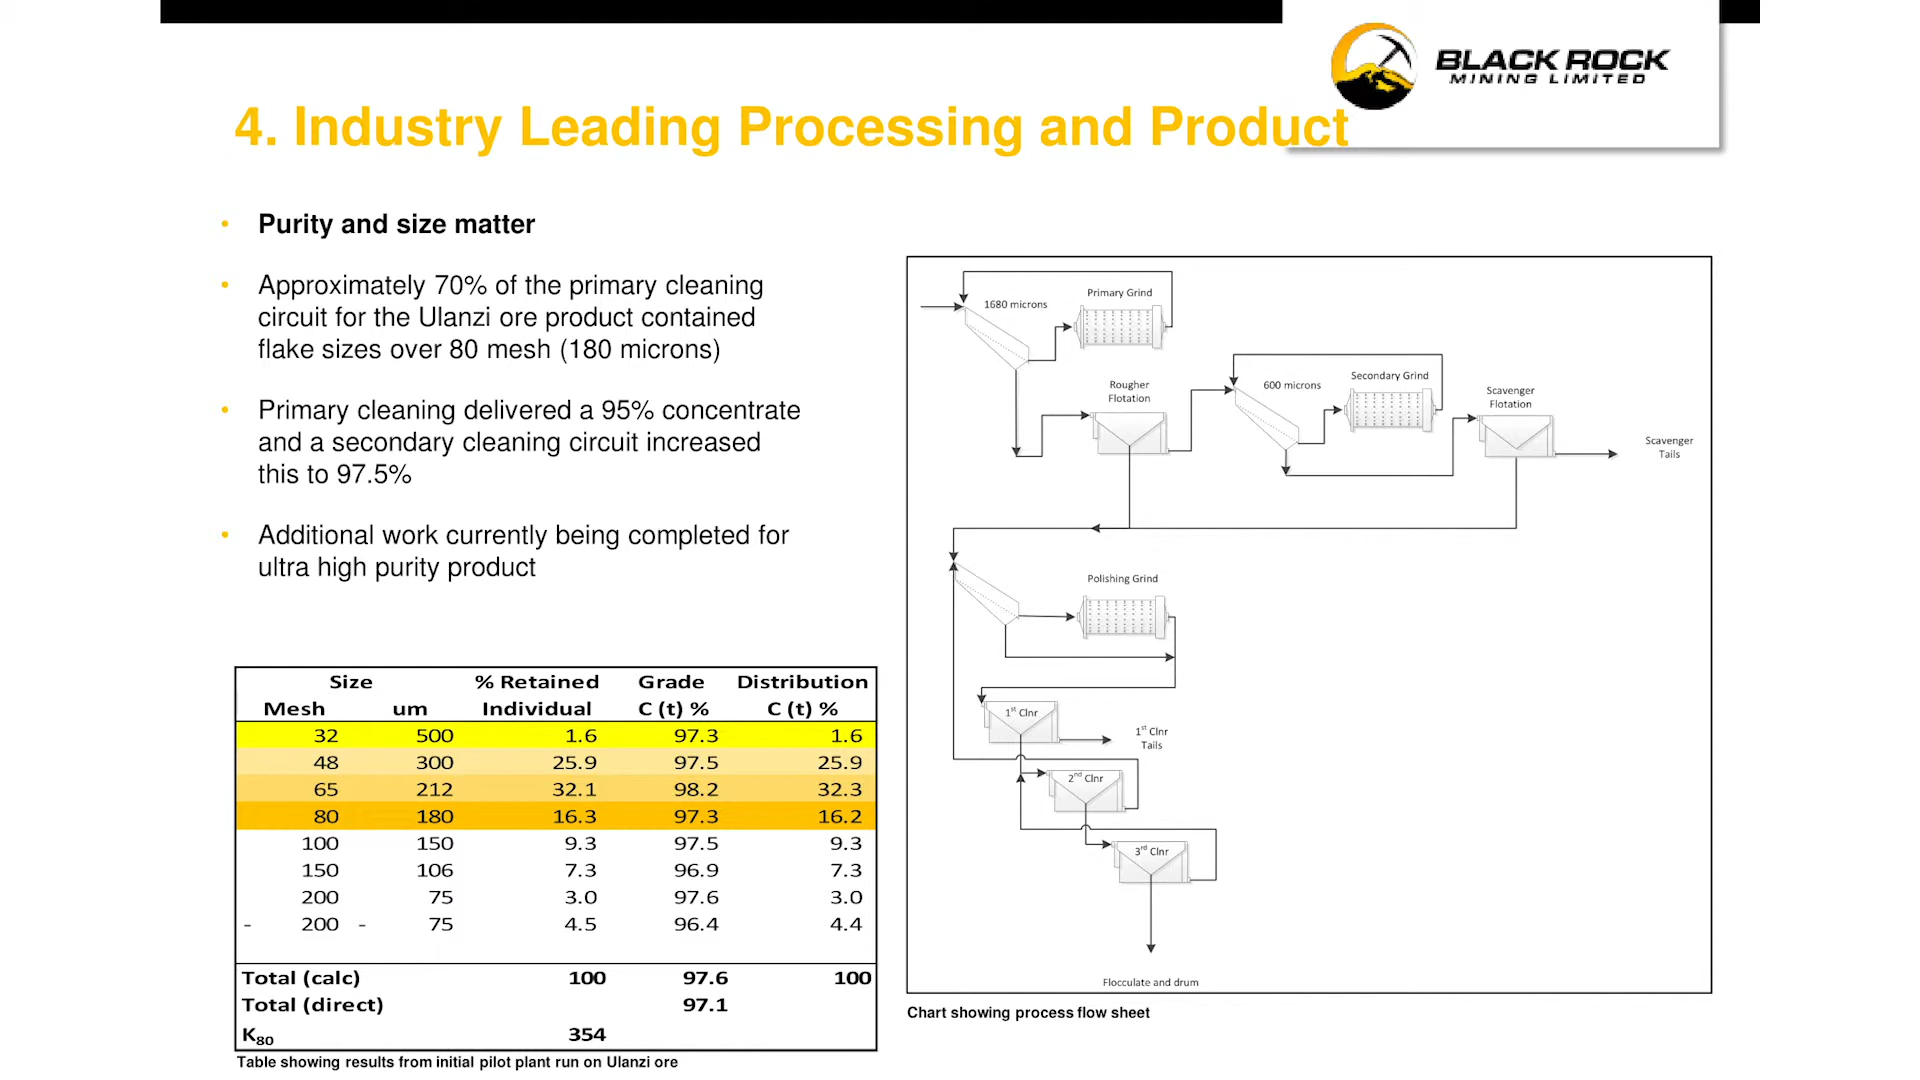 BLACK ROCK
MINING LIMITED
4. Industry Leading Processing and Product
• Purity and size matter
• Approximately 70% of the primary cleaning
circuit for the Ulanzi ore product contained
flake sizes over 80 mesh (180 microns)
• Primary cleaning delivered a 95% concentrate
and a secondary cleaning circuit increased
this to 97.5%
• Additional work currently being completed for
ultra high purity product
Size % Retained Grade Distribution
Mesh um Individual C (t) % C (t) %
32 500 1.6 97.3 1.6
48 300 25.9 97.5 25.9
65 212 32.1 98.2 32.3
80 180 16.3 97.3 16.2
100 150 9.3 97.5 9.3
150 106 7.3 96.9 7.3
200 75 3.0 97.6 3.0
- 200 - 75 4.5 96.4 4.4
Total (calc) 100 97.6 100
Total (direct) 97.1
K80 354
Table showing results from initial pilot plant run on Ulanzi ore
1680 microns
Primary Grind
Rougher
Flotation
600 microns
Secondary Grind
Scavenger
Flotation
Scavenger
Tails
Polishing Grind
1st Clnr
1st Clnr
Tails
2nd Clnr
3rd Clnr
Flocculate and drum
Chart showing process flow sheet